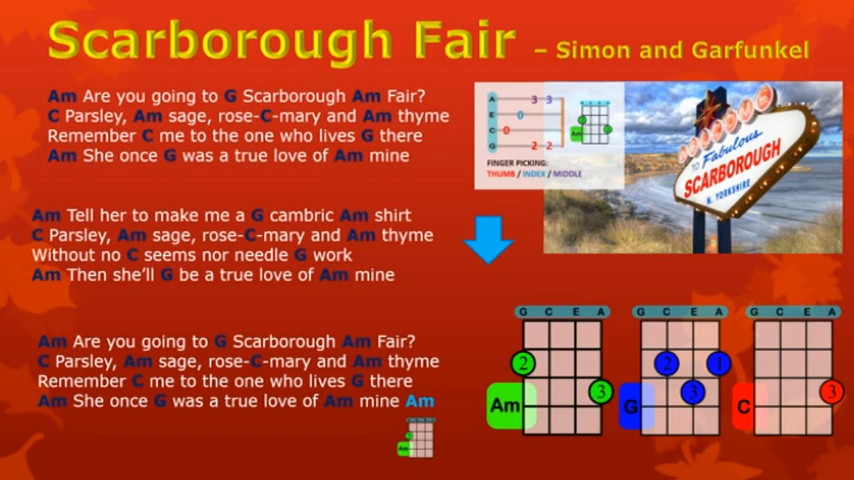 Scarborough Fair – Simon and Garfunkel
Am Are you going to G Scarborough Am Fair?
C Parsley, Am sage, rose-C-mary and Am thyme
Remember C me to the one who lives G there
Am She once G was a true love of Am mine
Am Tell her to make me a G cambric Am shirt
C Parsley, Am sage, rose-C-mary and Am thyme
Without no C seems nor needle G work
Am Then she'll G be a true love of Am mine
Am Are you going to G Scarborough Am Fair?
C Parsley, Am sage, rose-C-mary and Am thyme
Remember C me to the one who lives G there
Am She once G was a true love of Am mine Am
Am
A 3 3
E 0
C 0
G 2 2
Am
FINGER PICKING:
THUMB / INDEX / MIDDLE
TO Fabulous
SCARBOROUGH
N. YORKSHIRE
G C E A
2
3
Am
G C E A
2 1
3
G
G C E A
3
C